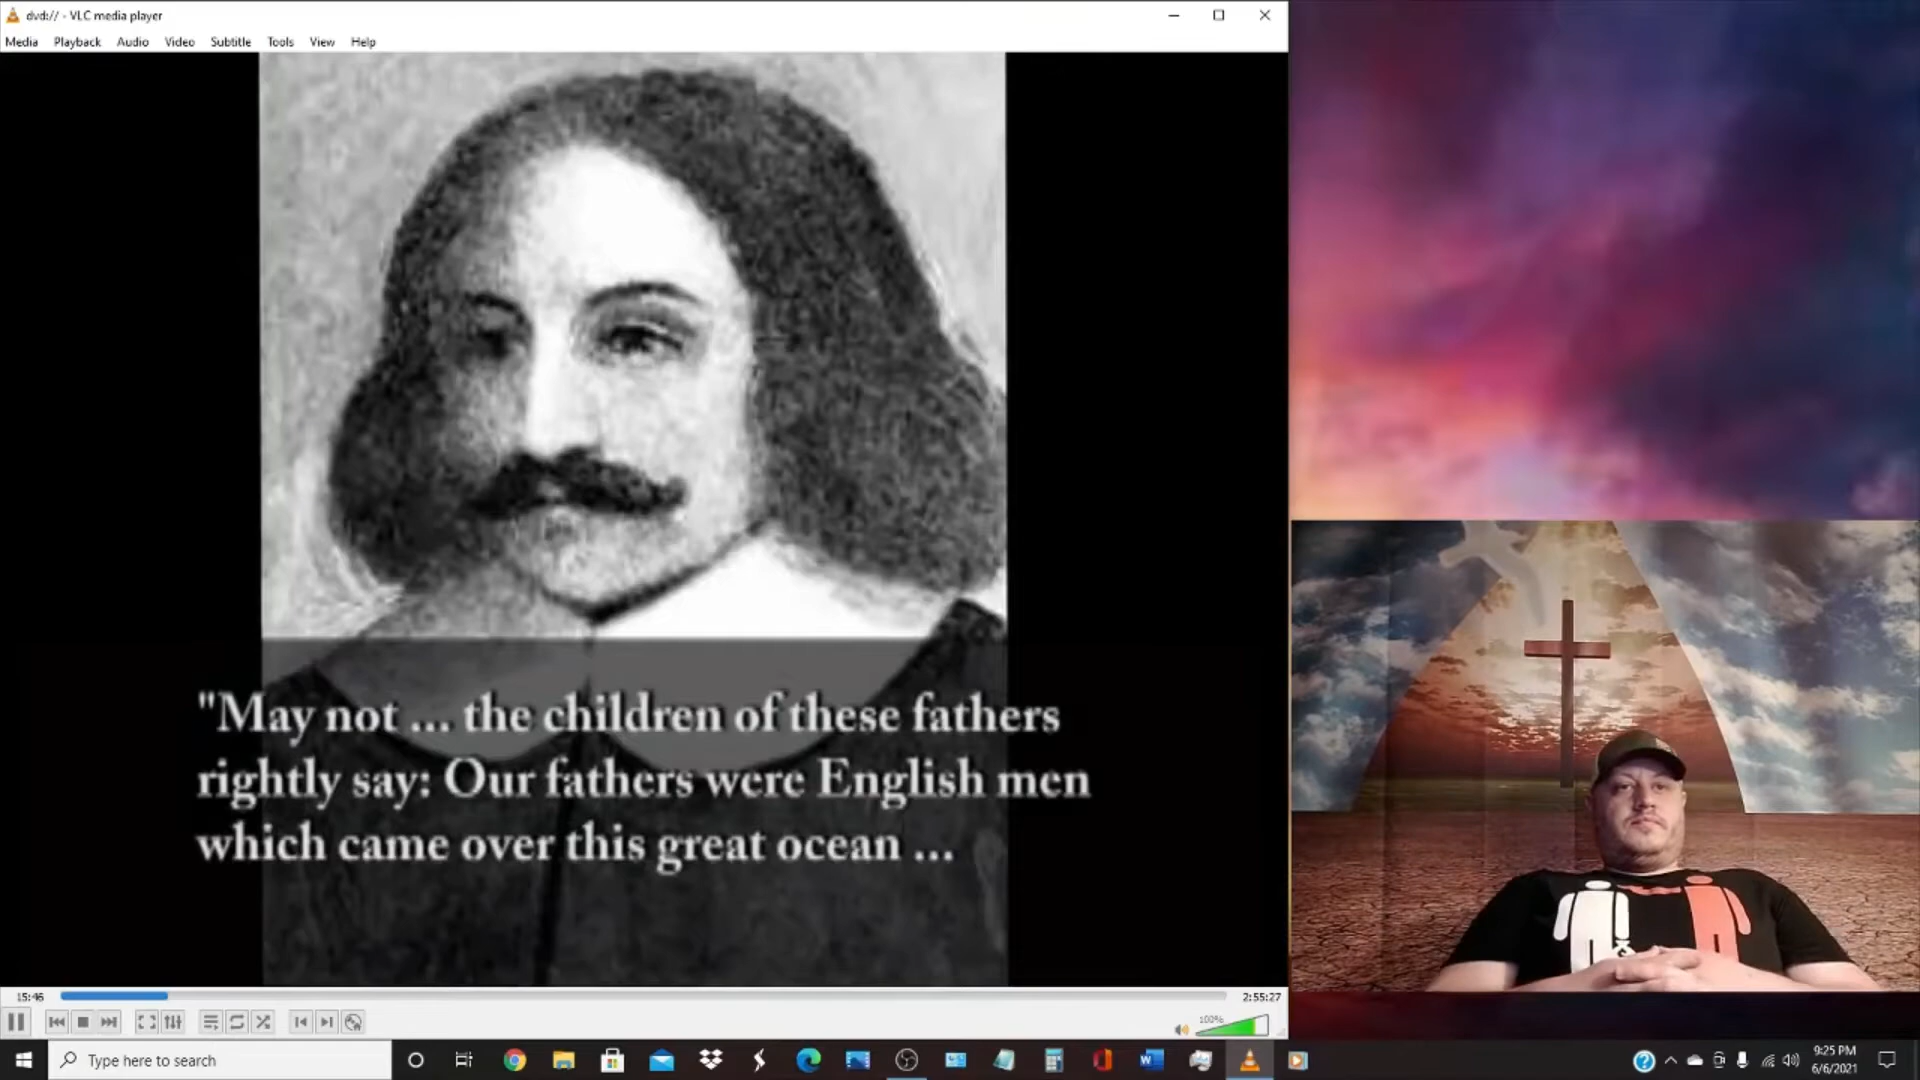 dvd:// - VLC media player
Media Playback Audio Video Subtitle Tools View Help
"May not ... the children of these fathers
rightly say: Our fathers were English men
which came over this great ocean ...
15:46
2:55:27
100%
Type here to search
9:25 PM
6/6/2021